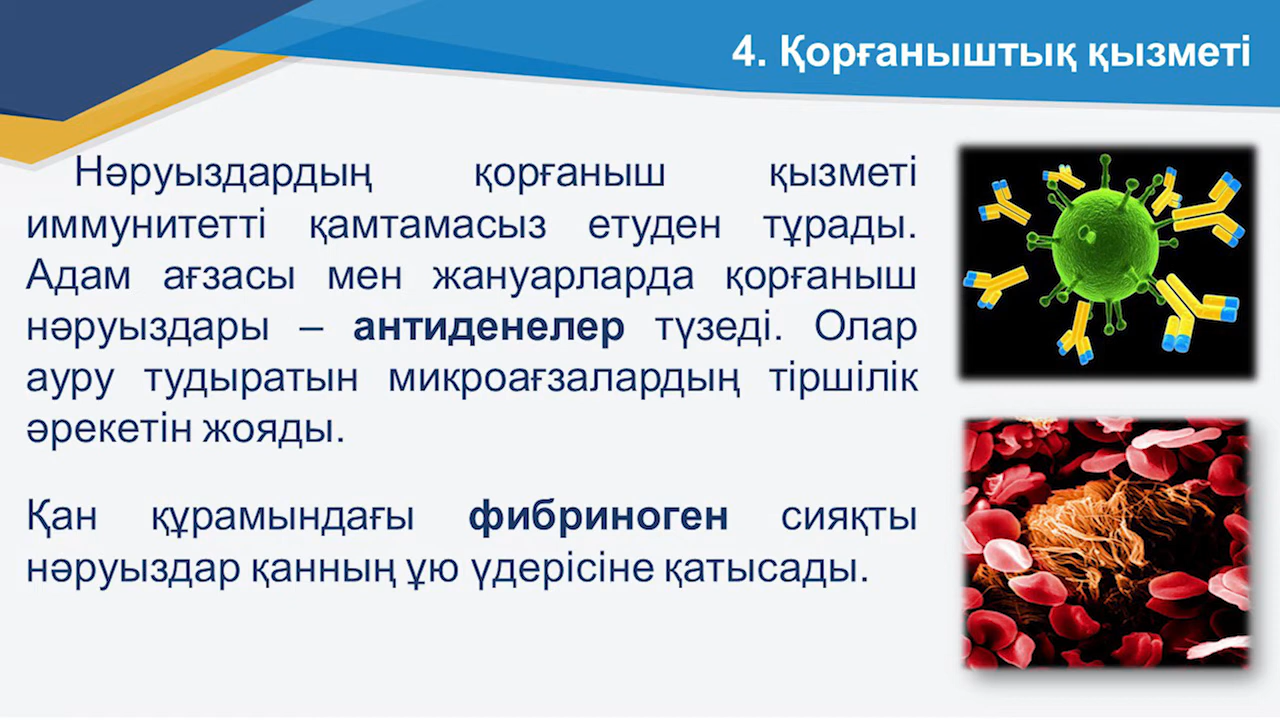 4. Қорғаныштық қызметі
Нәруыздардың қорғаныш қызметі
иммунитетті қамтамасыз етуден тұрады.
Адам ағзасы мен жануарларда қорғаныш
нәруыздары – антиденелер түзеді. Олар
ауру тудыратын микроағзалардың тіршілік
әрекетін жояды.
Қан құрамындағы фибриноген сияқты
нәруыздар қанның ұю үдерісіне қатысады.